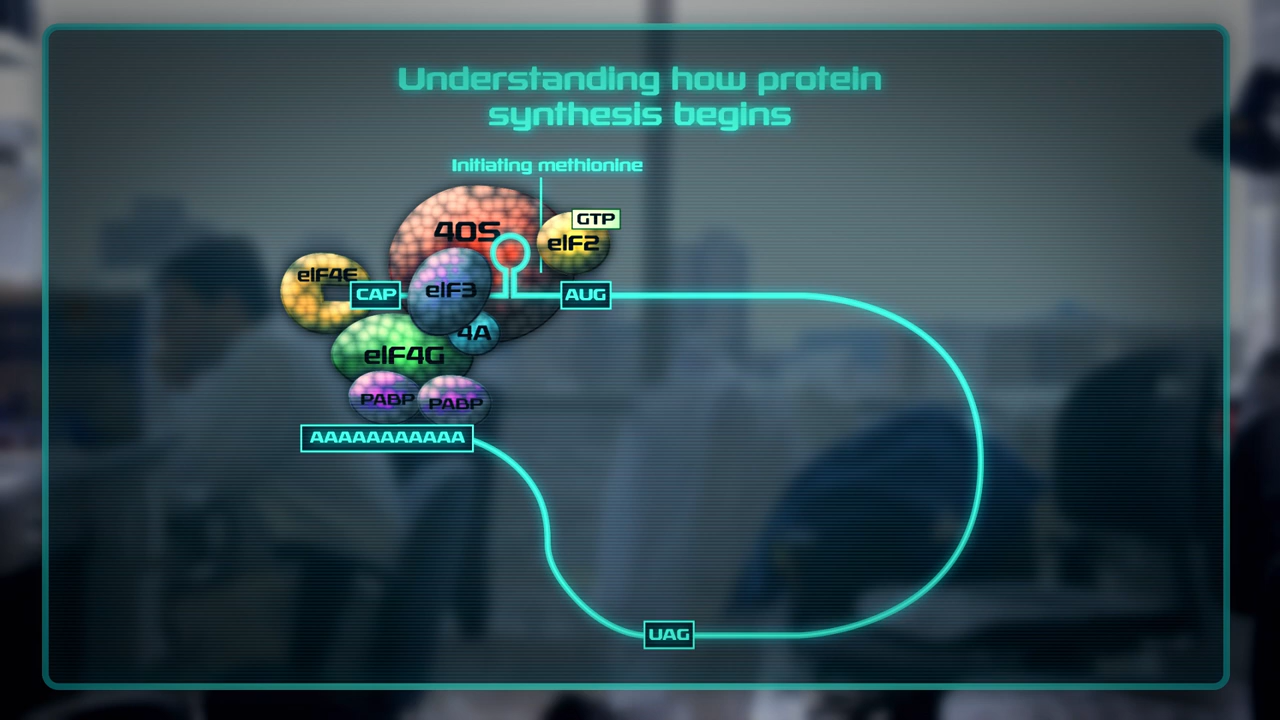 Understanding how protein
synthesis begins
Initiating methionine
40S
GTP
eIF2
eIF4E
CAP
eIF3
AUG
4A
eIF4G
PABP
PABP
AAAAAAAAAAA
UAG